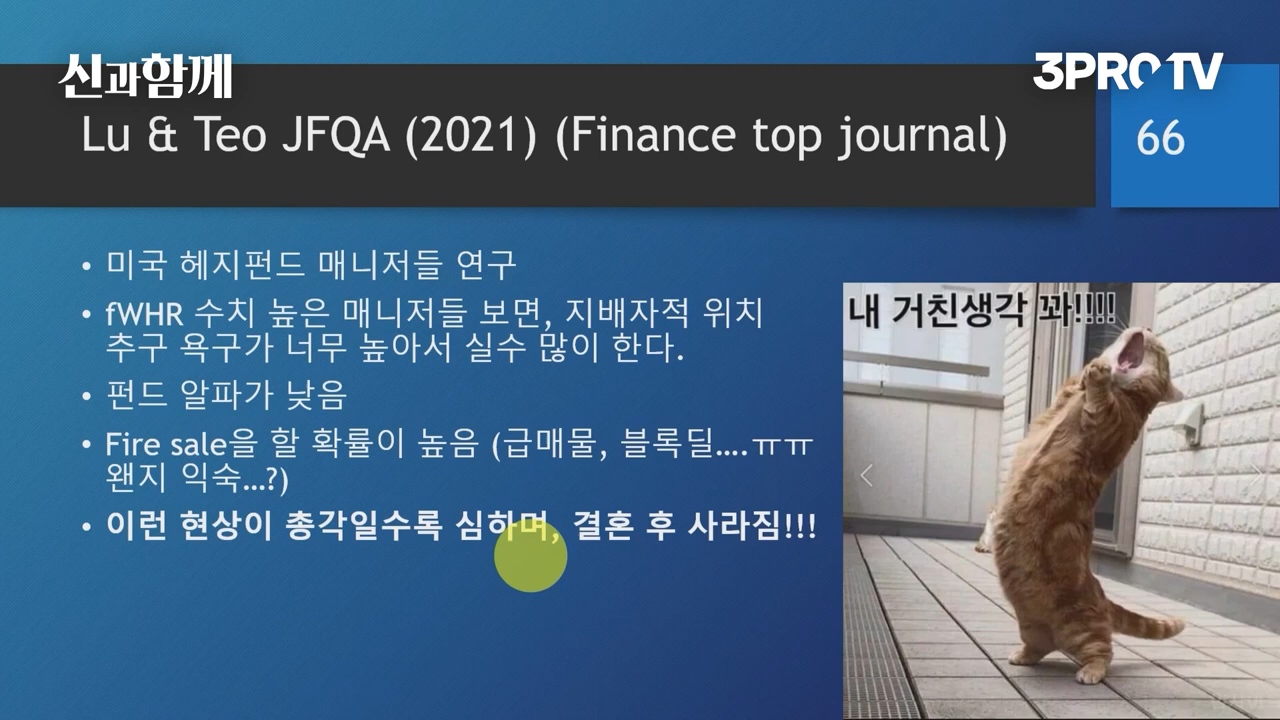 신과함께
3PROTV
Lu & Teo JFQA (2021) (Finance top journal)
66
• 미국 헤지펀드 매니저들 연구
• fWHR 수치 높은 매니저들 보면, 지배자적 위치
추구 욕구가 너무 높아서 실수 많이 한다.
• 펀드 알파가 낮음
• Fire sale을 할 확률이 높음 (급매물, 블록딜....ㅠㅠ
왠지 익숙...?)
• 이런 현상이 총각일수록 심하며, 결혼 후 사라짐!!!
내 거친생각 꽈!!!!